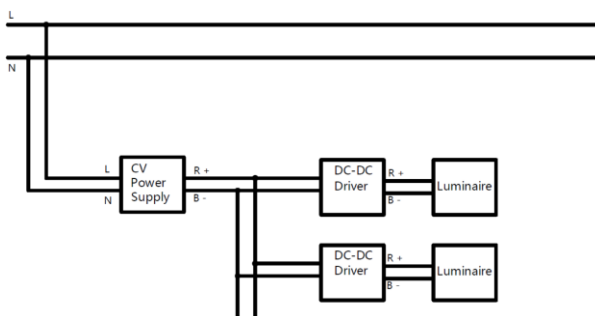 L
N
L
N
CV
Power
Supply
R +
B -
DC-DC
Driver
R +
B -
Luminaire
DC-DC
Driver
R +
B -
Luminaire